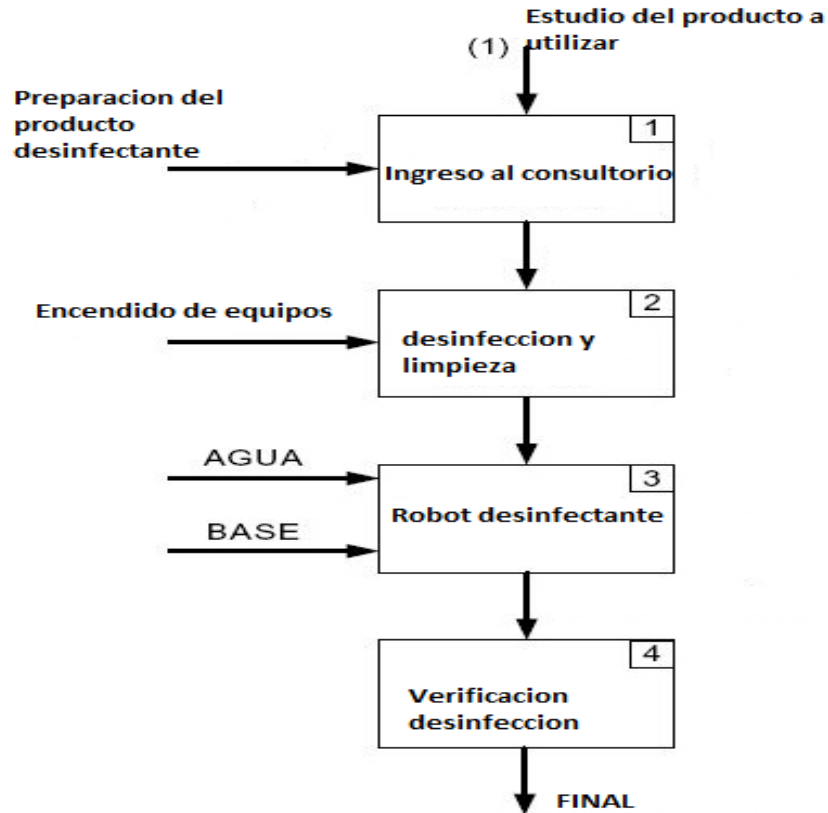 Estudio del producto a
utilizar
(1)
Preparacion del
producto
desinfectante
1
Ingreso al consultorio
2
Encendido de equipos
desinfeccion y
limpieza
AGUA
3
Robot desinfectante
BASE
4
Verificacion
desinfeccion
FINAL